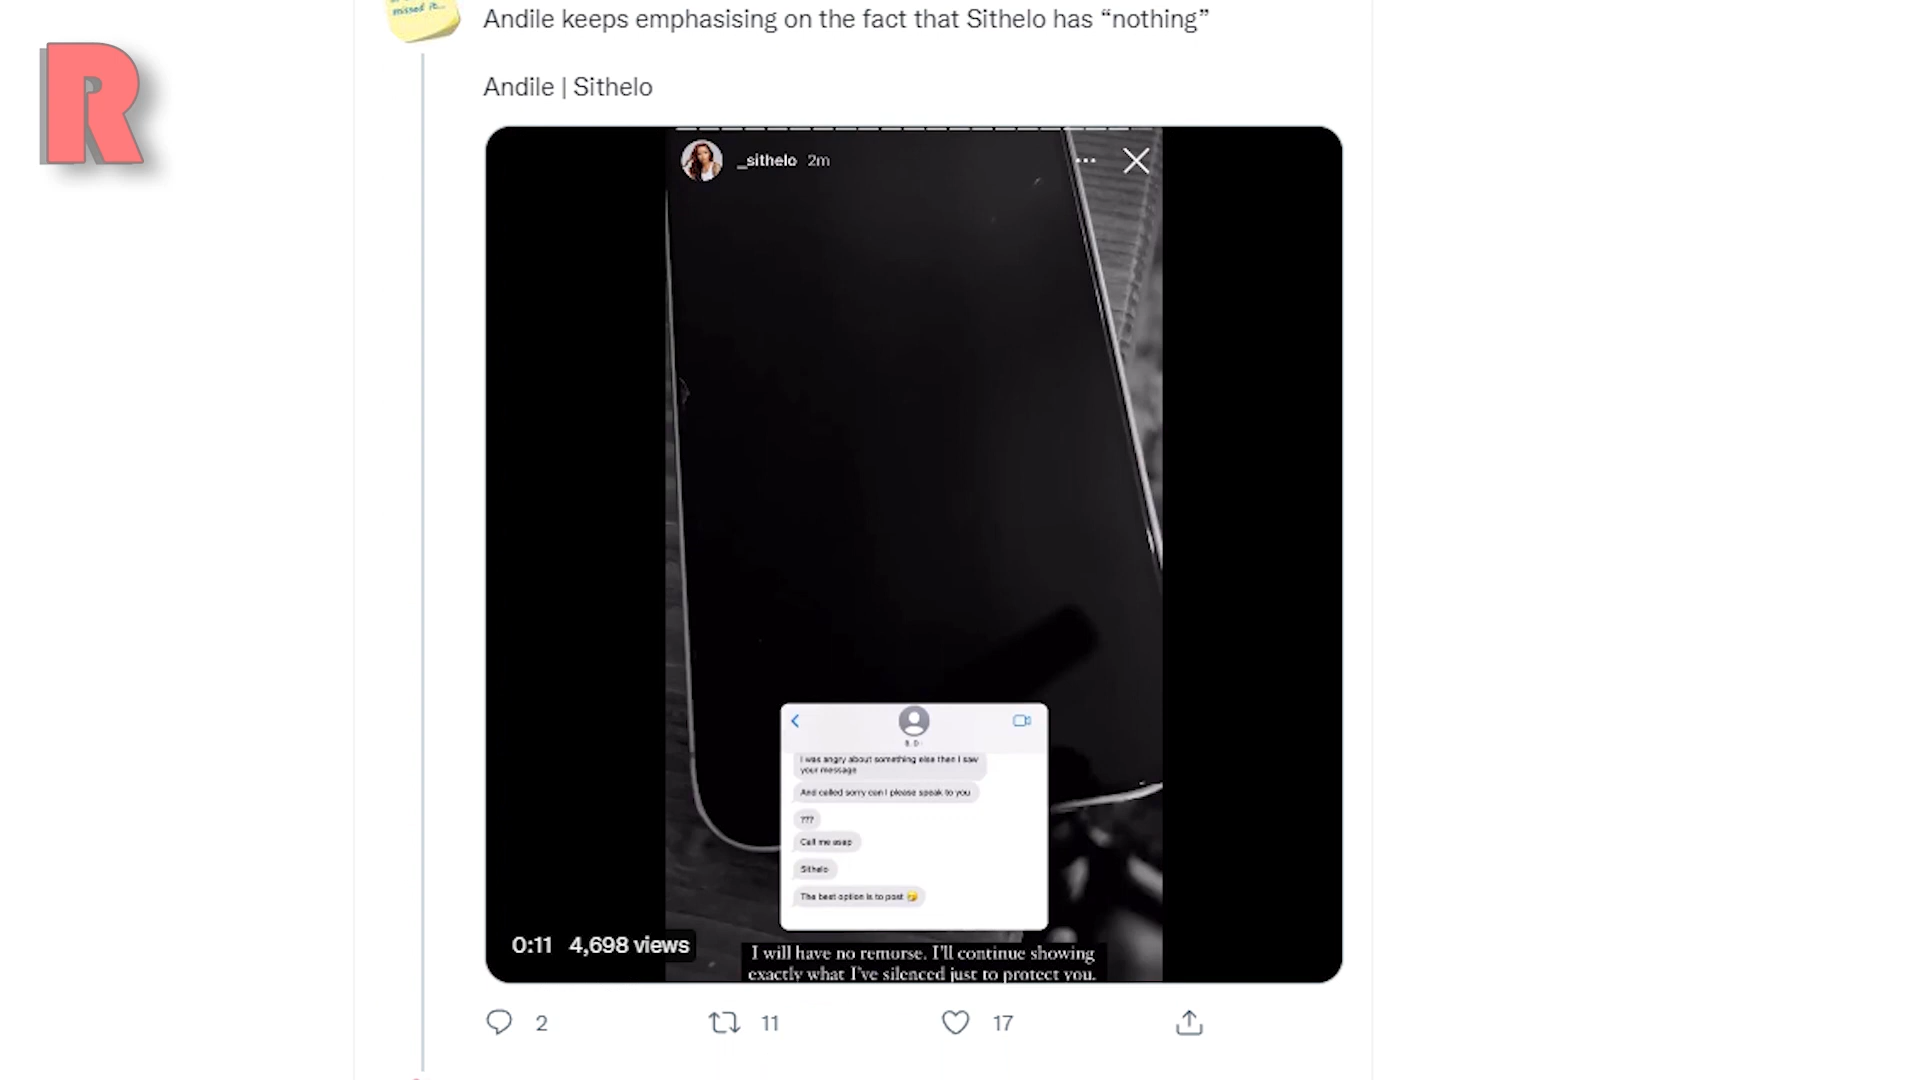 missed it...
Andile keeps emphasising on the fact that Sithelo has “nothing”
R
Andile | Sithelo
_sithelo 2m
I was angry about something else then I saw
your message
And called sorry can I please speak to you
???
Call me asap
Sithelo
The best option is to post 🤣
0:11 4,698 views
I will have no remorse. I'll continue showing
exactly what I've silenced just to protect you.
2 11 17